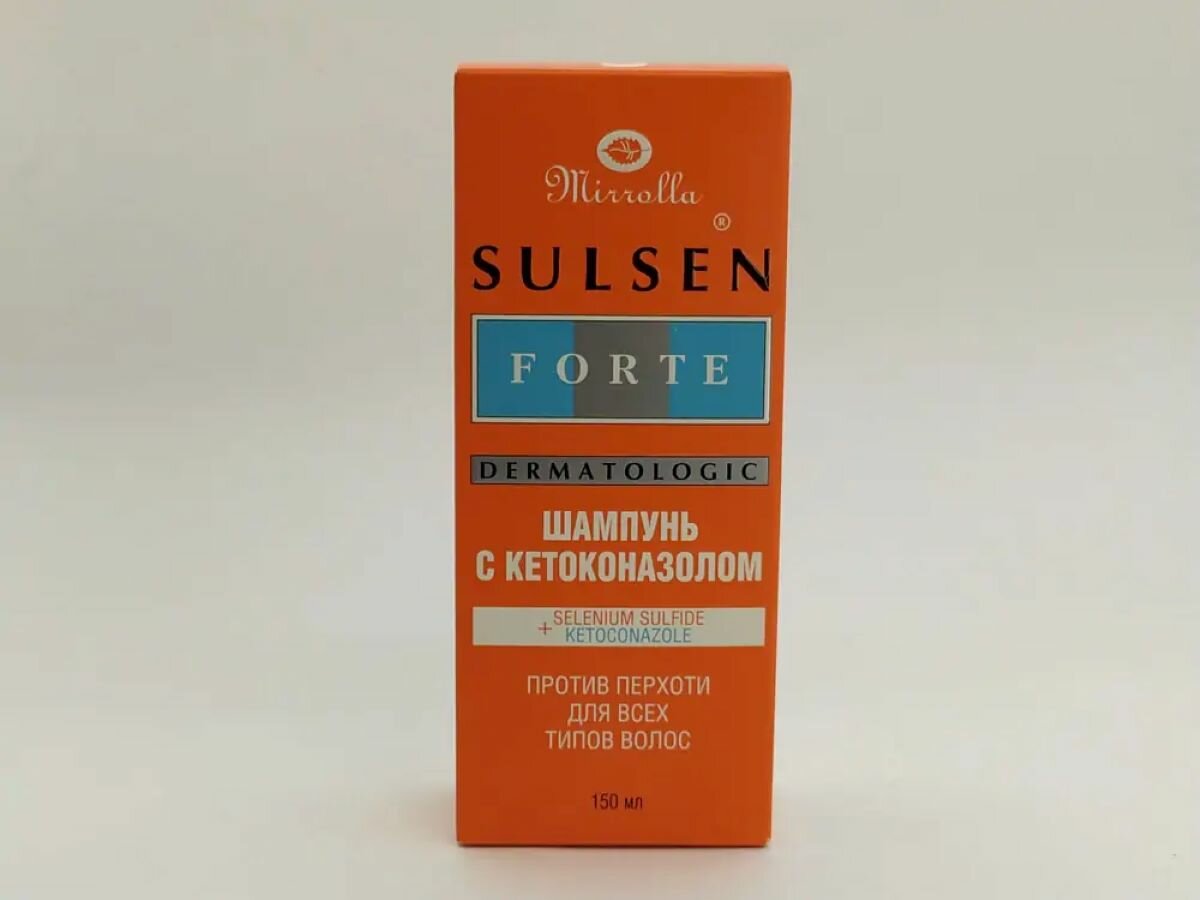 Mirrolla
®
SULSEN
FORTE
DERMATOLOGIC
ШАМПУНЬ
С КЕТОКОНАЗОЛОМ
+ SELENIUM SULFIDE
KETOCONAZOLE
ПРОТИВ ПЕРХОТИ
ДЛЯ ВСЕХ
ТИПОВ ВОЛОС
150 мл